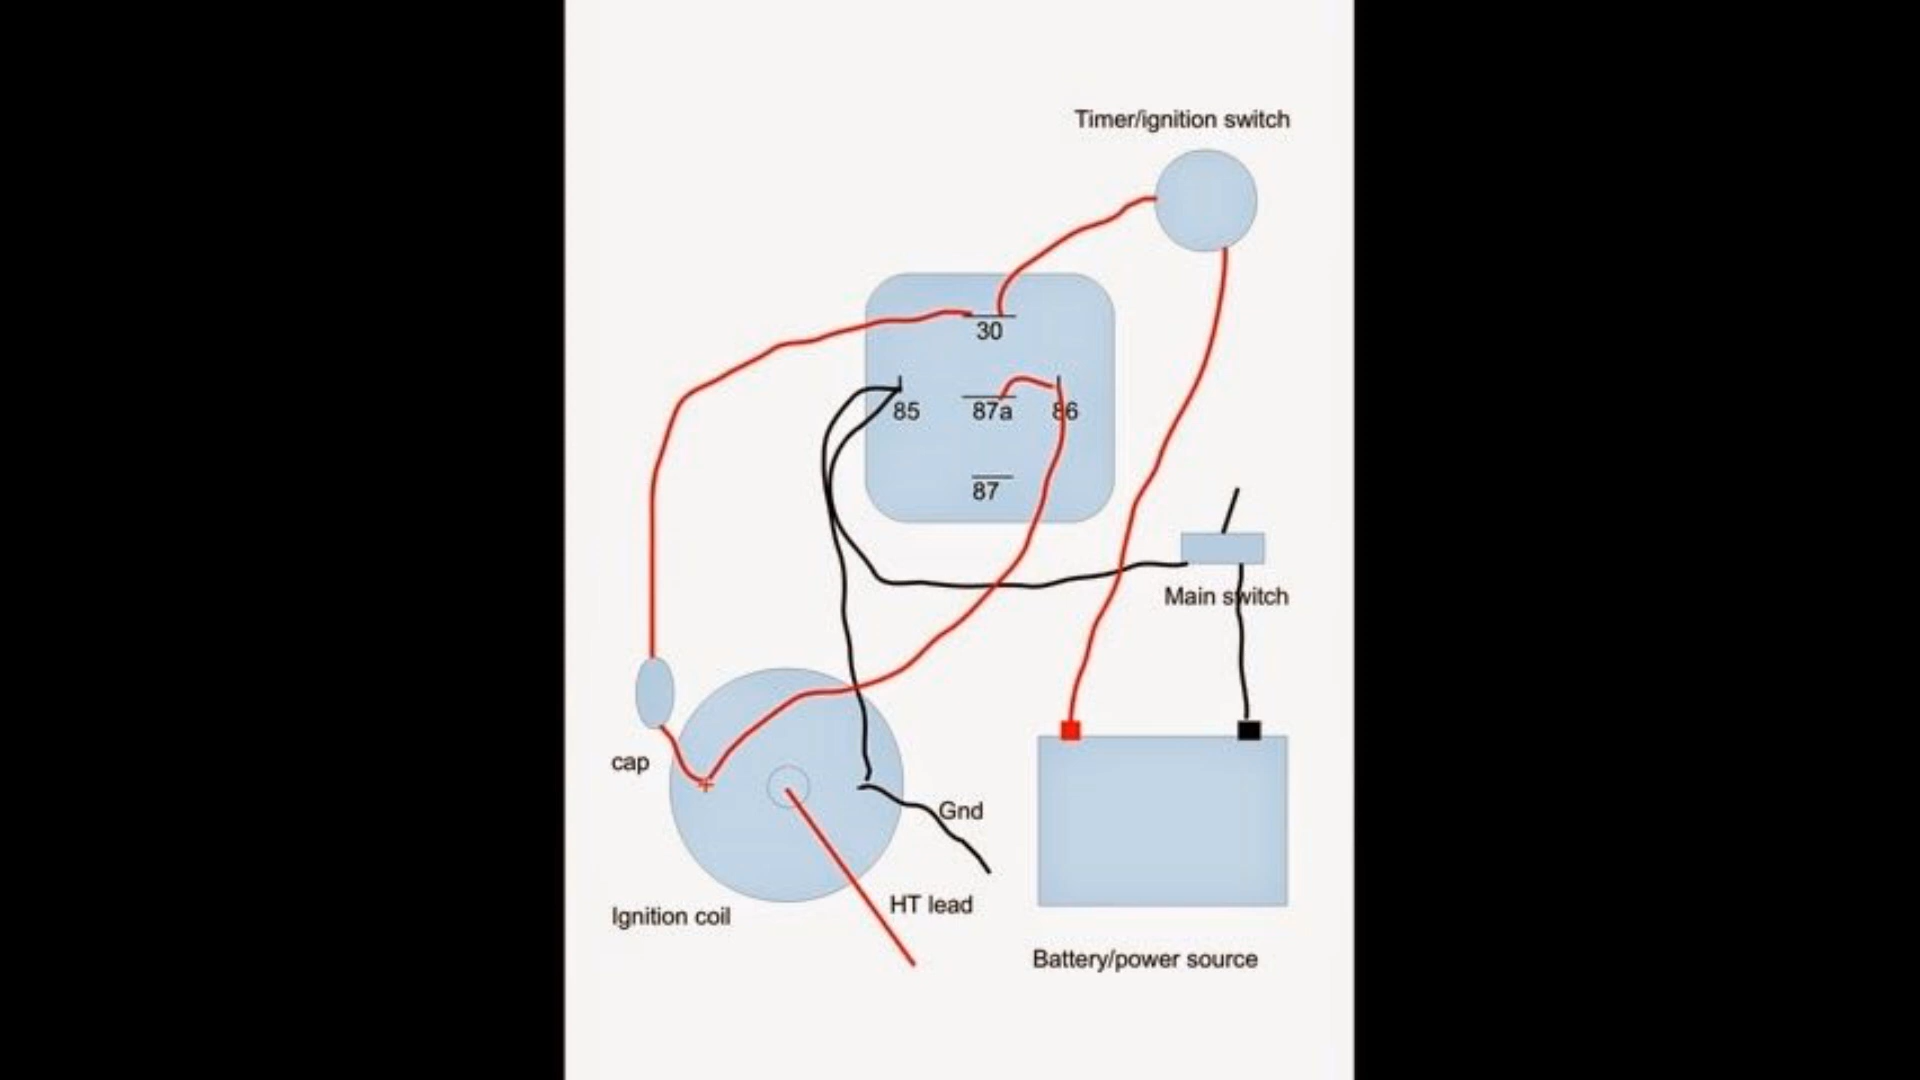 Timer/ignition switch
30
85
87a
86
87
Main switch
cap
Gnd
HT lead
Ignition coil
Battery/power source